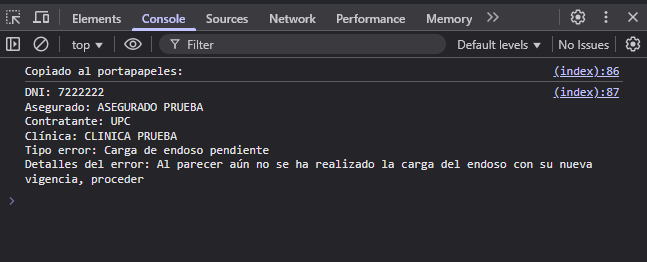 Elements Console Sources Network Performance Memory
top Filter Default levels No Issues
Copiado al portapapeles: (index):86
DNI: 7222222 (index):87
Asegurado: ASEGURADO PRUEBA
Contratante: UPC
Clínica: CLINICA PRUEBA
Tipo error: Carga de endoso pendiente
Detalles del error: Al parecer aún no se ha realizado la carga del endoso con su nueva
vigencia, proceder